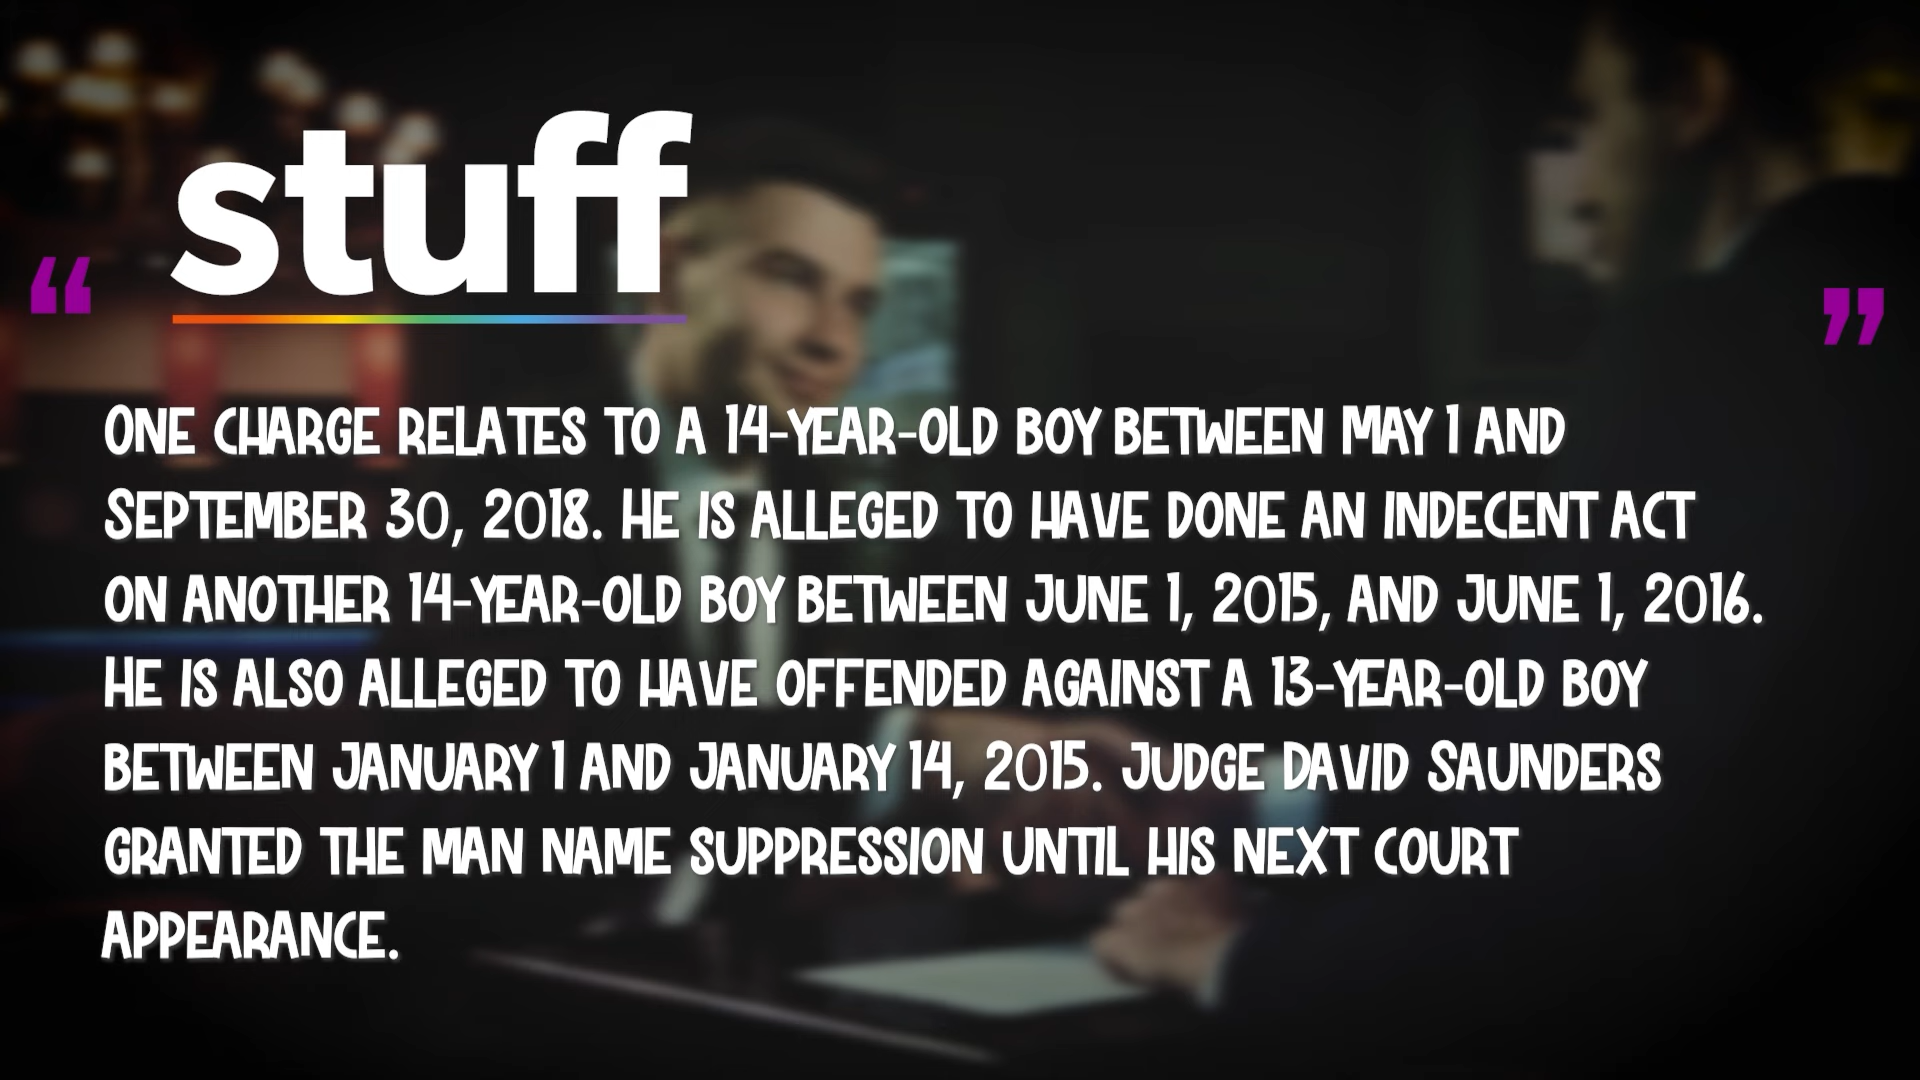 stuff
“
”
One charge relates to a 14-year-old boy between May 1 and
September 30, 2018. He is alleged to have done an indecent act
on another 14-year-old boy between June 1, 2015, and June 1, 2016.
He is also alleged to have offended against a 13-year-old boy
between January 1 and January 14, 2015. Judge David Saunders
granted the man name suppression until his next court
appearance.